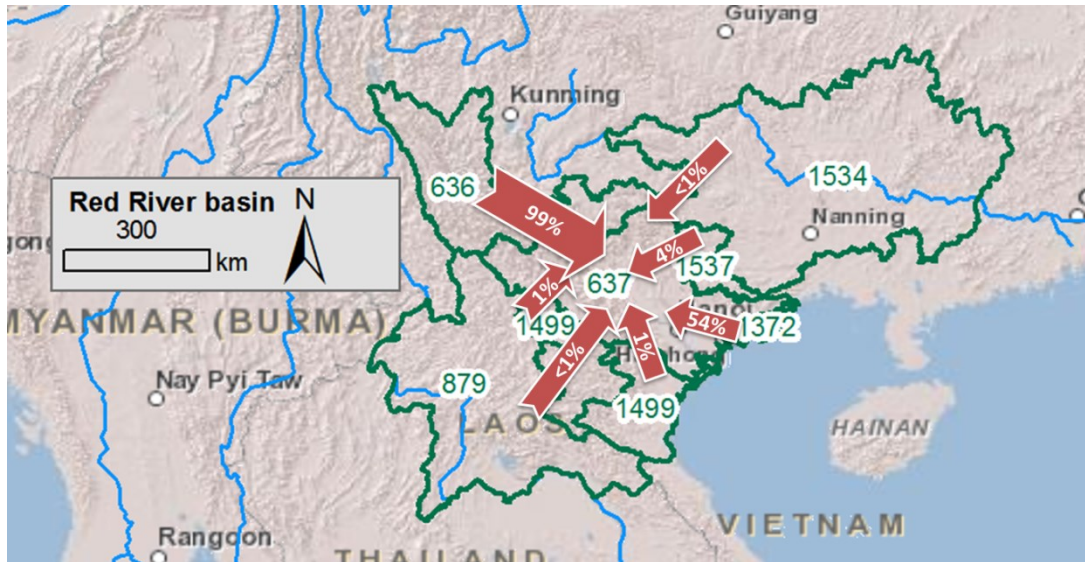 Guiyang
Kunming
636
<1%
1534
Red River basin
N
300
km
99%
Nanning
4%
1537
637
1%
MYANMAR (BURMA)
1499
54%
1372
1%
<1%
Nay Pyi Taw
879
1499
LAOS
HAINAN
VIETNAM
Rangoon
THAILAND